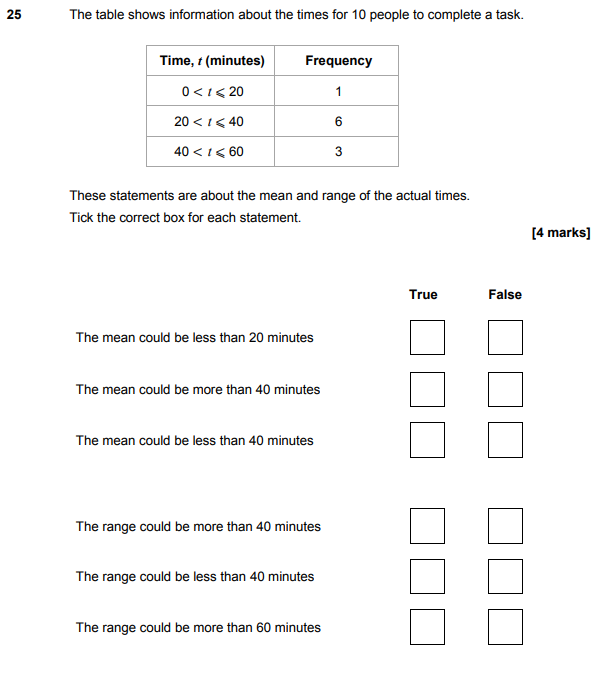 25 The table shows information about the times for 10 people to complete a task.
Time, t (minutes) Frequency
0 < t ⩽ 20 1
20 < t ⩽ 40 6
40 < t ⩽ 60 3
These statements are about the mean and range of the actual times.
Tick the correct box for each statement.
[4 marks]
True False
The mean could be less than 20 minutes
The mean could be more than 40 minutes
The mean could be less than 40 minutes
The range could be more than 40 minutes
The range could be less than 40 minutes
The range could be more than 60 minutes